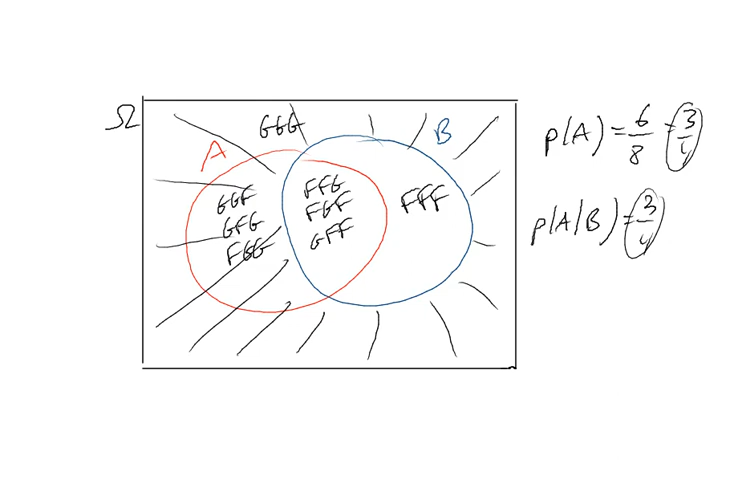 Ω
GGG
B
A
GGF
GFG
FGG
FFG
FGF
GFF
FFF
p(A) = 6/8 = 3/4
p(A|B) = 3/4